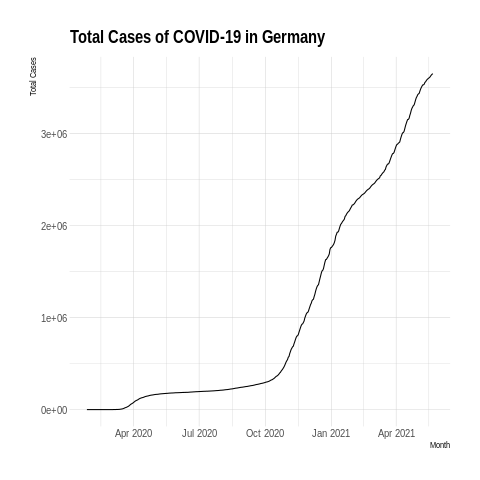 Total Cases of COVID-19 in Germany
Total Cases
3e+06
2e+06
1e+06
0e+00
Apr 2020 Jul 2020 Oct 2020 Jan 2021 Apr 2021
Month